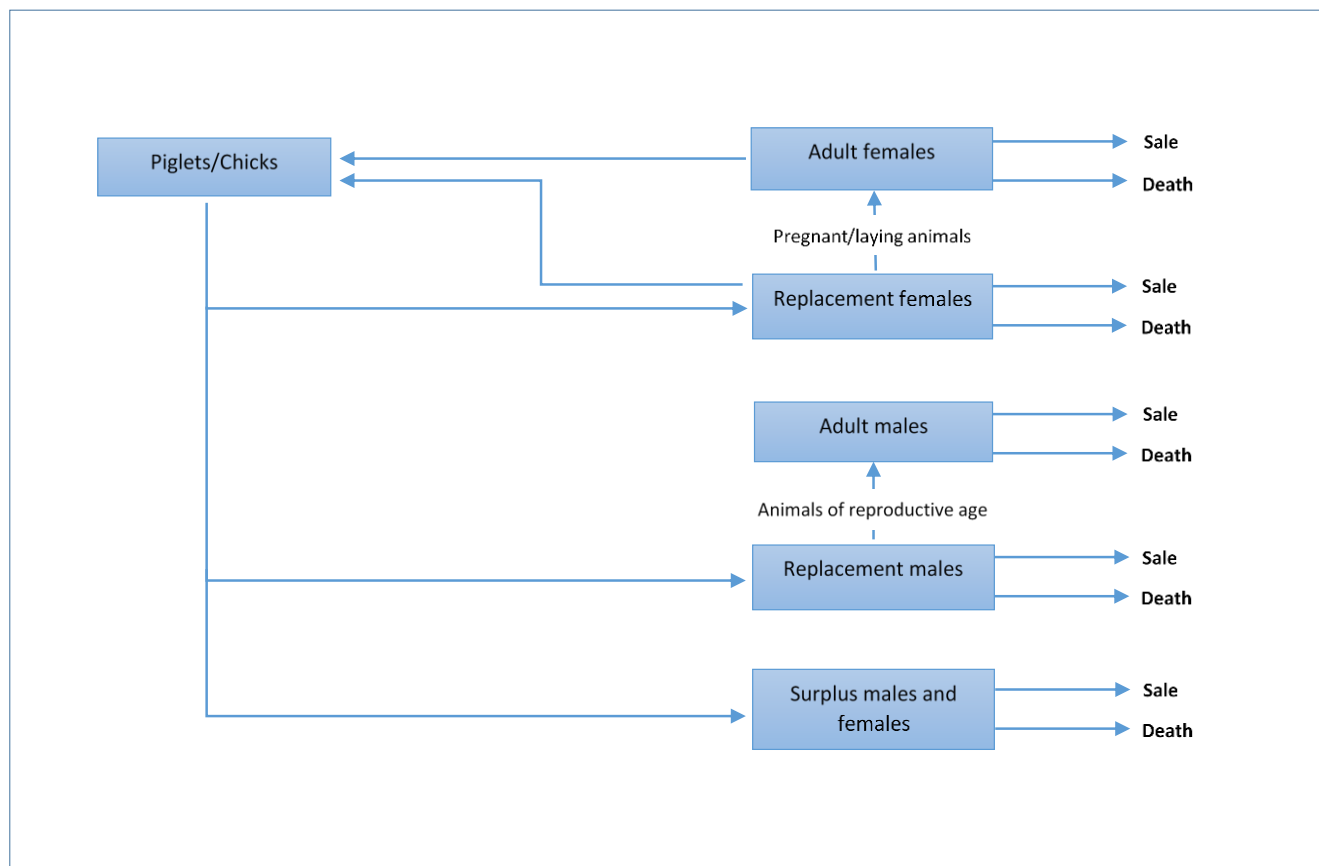 Piglets/Chicks
Adult females
Sale
Death
Pregnant/laying animals
Replacement females
Sale
Death
Adult males
Sale
Death
Animals of reproductive age
Replacement males
Sale
Death
Surplus males and
females
Sale
Death